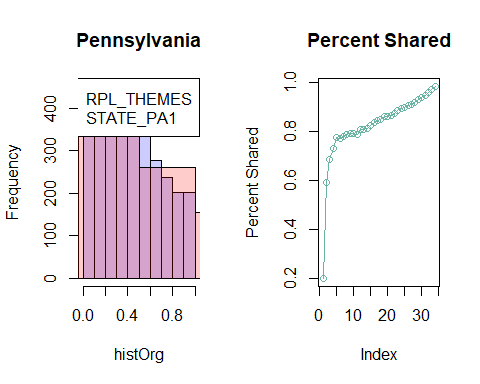 Pennsylvania
RPL_THEMES
STATE_PA1
Frequency
0
100
200
300
400
0.0
0.4
0.8
histOrg
Percent Shared
Percent Shared
0.2
0.4
0.6
0.8
1.0
0
10
20
30
Index